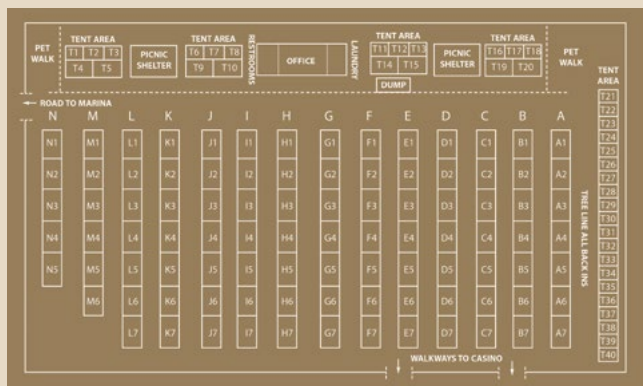 PET
WALK
TENT AREA
T1 T2 T3
T4 T5
PICNIC
SHELTER
TENT AREA
T6 T7 T8
T9 T10
RESTROOMS
OFFICE
LAUNDRY
TENT AREA
T11 T12 T13
T14 T15
DUMP
PICNIC
SHELTER
TENT AREA
T16 T17 T18
T19 T20
PET
WALK
TENT
AREA
T21
T22
T23
T24
T25
T26
T27
T28
T29
T30
T31
T32
T33
T34
T35
T36
T37
T38
T39
T40
← ROAD TO MARINA
N M L K J I H G F E D C B A
N1 M1 L1 K1 J1 I1 H1 G1 F1 E1 D1 C1 B1 A1
N2 M2 L2 K2 J2 I2 H2 G2 F2 E2 D2 C2 B2 A2
N3 M3 L3 K3 J3 I3 H3 G3 F3 E3 D3 C3 B3 A3
N4 M4 L4 K4 J4 I4 H4 G4 F4 E4 D4 C4 B4 A4
N5 M5 L5 K5 J5 I5 H5 G5 F5 E5 D5 C5 B5 A5
M6 L6 K6 J6 I6 H6 G6 F6 E6 D6 C6 B6 A6
L7 K7 J7 I7 H7 G7 F7 E7 D7 C7 B7 A7
TREE LINE ALL BACK INS
WALKWAYS TO CASINO